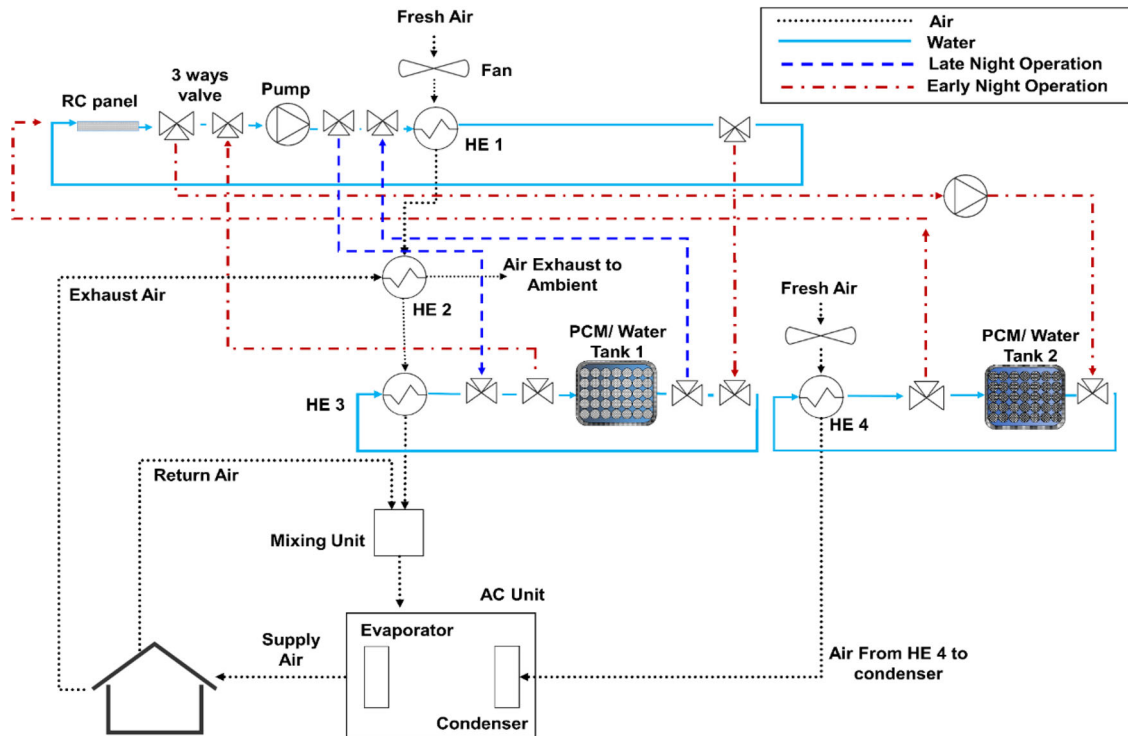 Fresh Air
Air
Water
Late Night Operation
Early Night Operation
Fan
3 ways
valve
Pump
RC panel
HE 1
Air Exhaust to
Ambient
Exhaust Air
HE 2
Fresh Air
PCM/ Water
Tank 1
PCM/ Water
Tank 2
HE 3
HE 4
Return Air
Mixing Unit
AC Unit
Evaporator
Supply
Air
Air From HE 4 to
condenser
Condenser